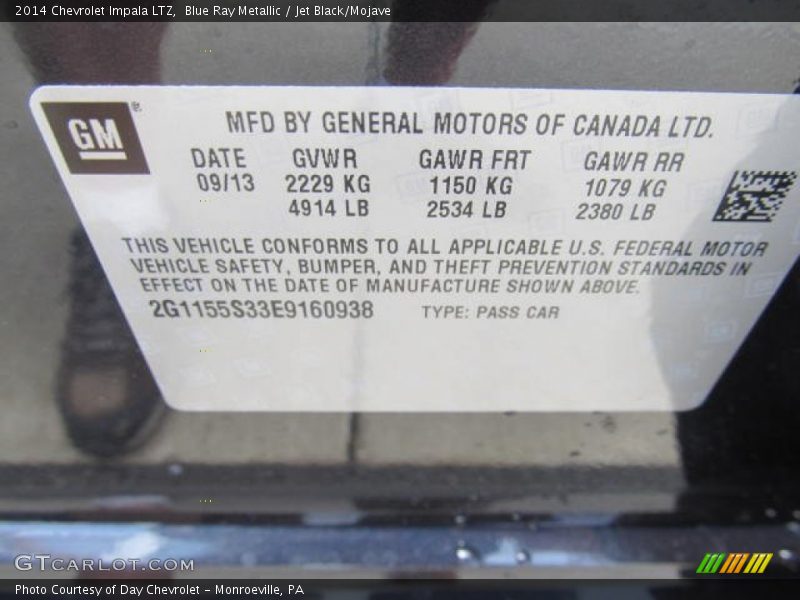 2014 Chevrolet Impala LTZ,  Blue Ray Metallic / Jet Black/Mojave
GM ®
MFD BY GENERAL MOTORS OF CANADA LTD.
DATE GVWR GAWR FRT GAWR RR
09/13 2229 KG 1150 KG 1079 KG
4914 LB 2534 LB 2380 LB
THIS VEHICLE CONFORMS TO ALL APPLICABLE U.S. FEDERAL MOTOR
VEHICLE SAFETY, BUMPER, AND THEFT PREVENTION STANDARDS IN
EFFECT ON THE DATE OF MANUFACTURE SHOWN ABOVE.
2G1155S33E9160938 TYPE: PASS CAR
GTCARLOT.COM
Photo Courtesy of Day Chevrolet - Monroeville, PA